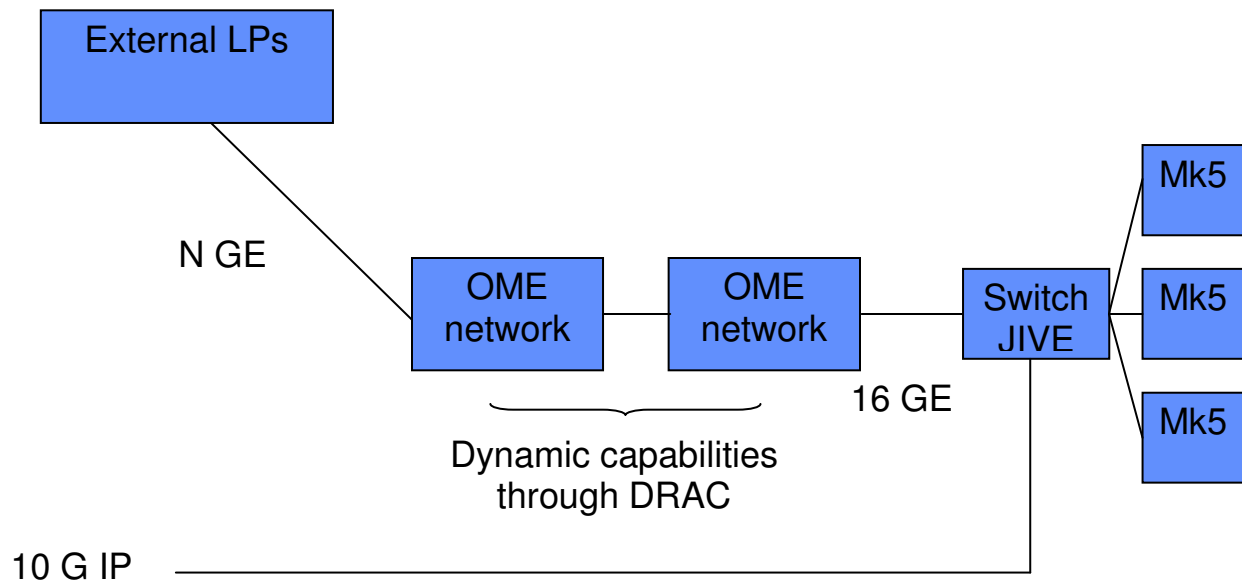 External LPs
Mk5
N GE
OME
network
OME
network
Switch
JIVE
Mk5
16 GE
Mk5
Dynamic capabilities
through DRAC
10 G IP